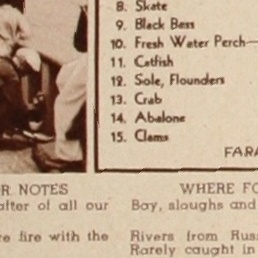 8. Skate
9. Black Bass
10. Fresh Water Perch—
11. Catfish
12. Sole, Flounders
13. Crab
14. Abalone
15. Clams
FARA
OR NOTES
after of all our
re fire with the
WHERE FO
Bay, sloughs and
Rivers from Rus
Rarely caught in